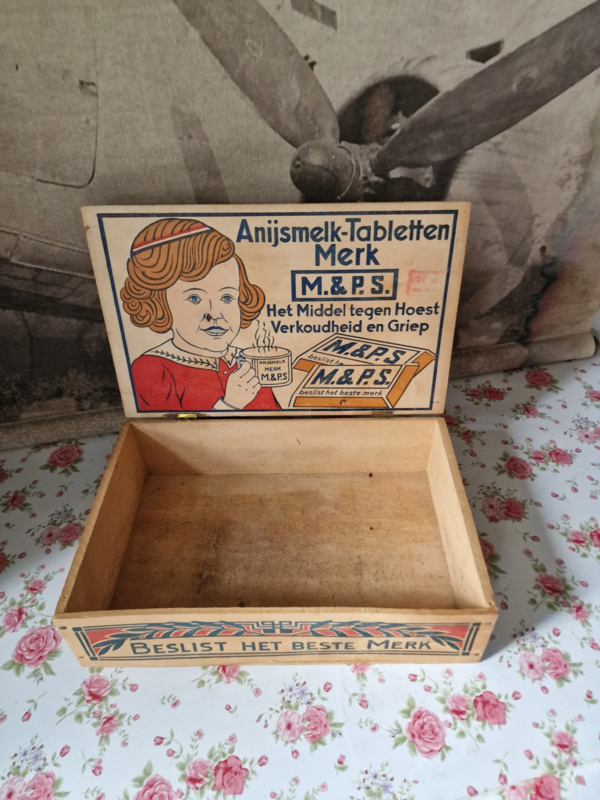 Anijsmelk-Tabletten
Merk
M.&P.S.
Het Middel tegen Hoest
Verkoudheid en Griep
ANIJSMELK
MERK
M.&P.S
M.&P.S
beslist
M.&P.S.
beslist het beste merk
BESLIST HET BESTE MERK